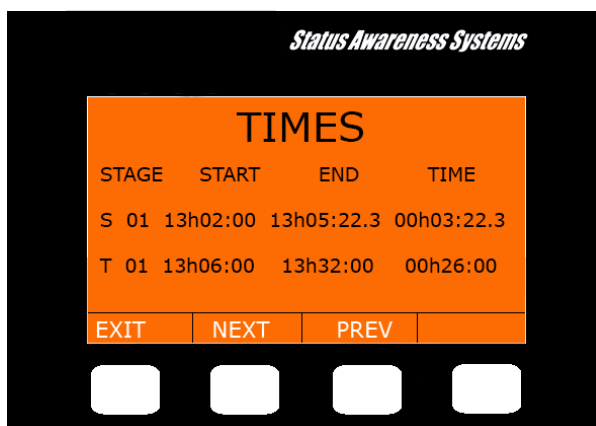 Status Awareness Systems
TIMES
STAGE START END TIME
S 01 13h02:00 13h05:22.3 00h03:22.3
T 01 13h06:00 13h32:00 00h26:00
EXIT NEXT PREV